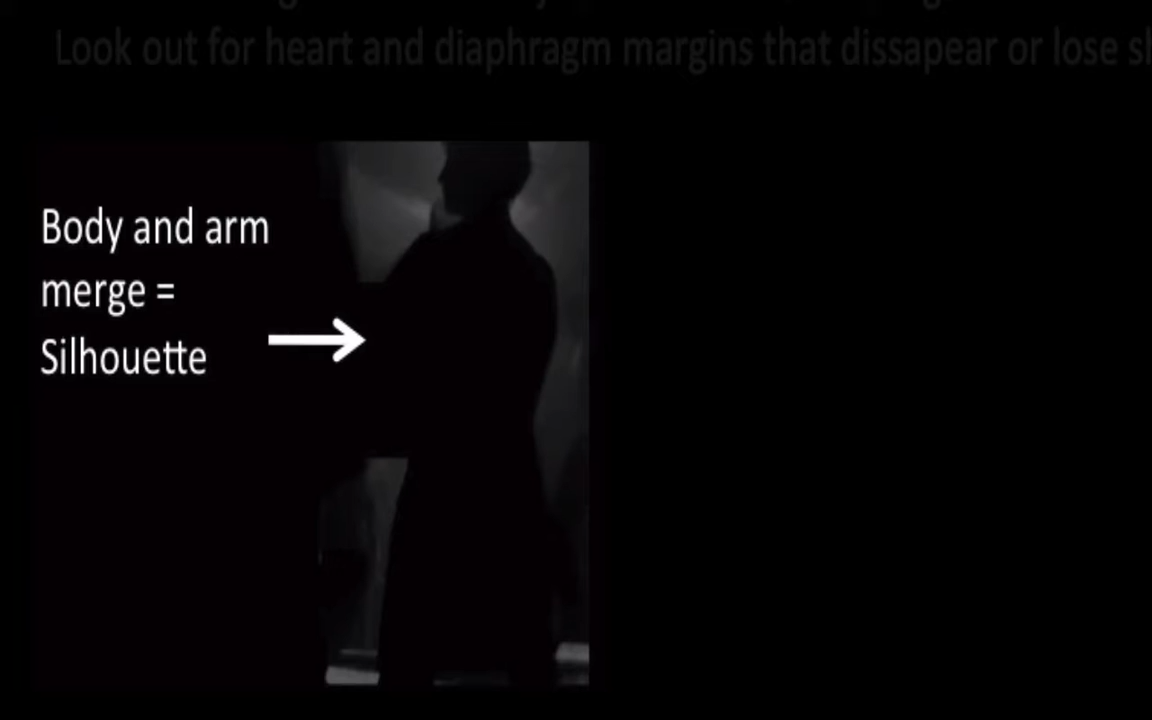 Look out for heart and diaphragm margins that dissapear or lose
Body and arm
merge =
Silhouette